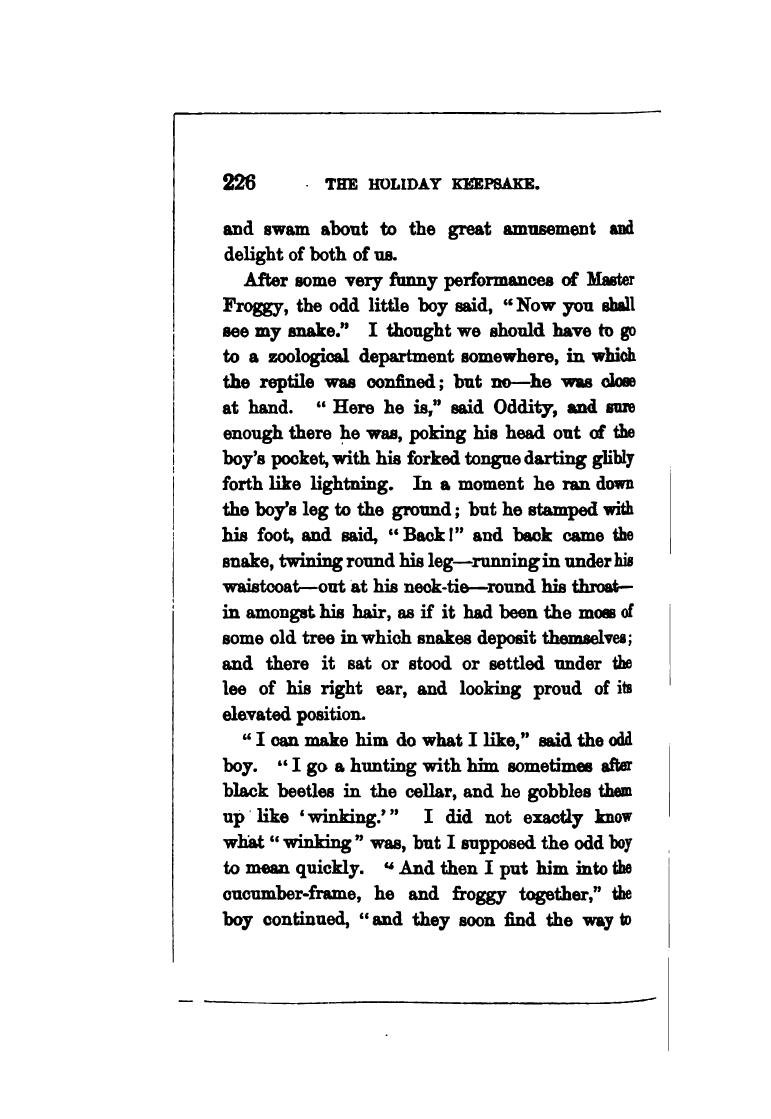 226 THE HOLIDAY KEEPSAKE.
and swam about to the great amusement and
delight of both of us.
After some very funny performances of Master
Froggy, the odd little boy said, “Now you shall
see my snake.” I thought we should have to go
to a zoological department somewhere, in which
the reptile was confined; but no—he was close
at hand. “Here he is,” said Oddity, and sure
enough there he was, poking his head out of the
boy's pocket, with his forked tongue darting glibly
forth like lightning. In a moment he ran down
the boy's leg to the ground; but he stamped with
his foot, and said, “Back!” and back came the
snake, twining round his leg—running in under his
waistcoat—out at his neck-tie—round his throat—
in amongst his hair, as if it had been the moss of
some old tree in which snakes deposit themselves;
and there it sat or stood or settled under the
lee of his right ear, and looking proud of its
elevated position.
“I can make him do what I like,” said the odd
boy. “I go a hunting with him sometimes after
black beetles in the cellar, and he gobbles them
up like ‘winking.’” I did not exactly know
what “winking” was, but I supposed the odd boy
to mean quickly. “And then I put him into the
cucumber-frame, he and froggy together,” the
boy continued, “and they soon find the way to